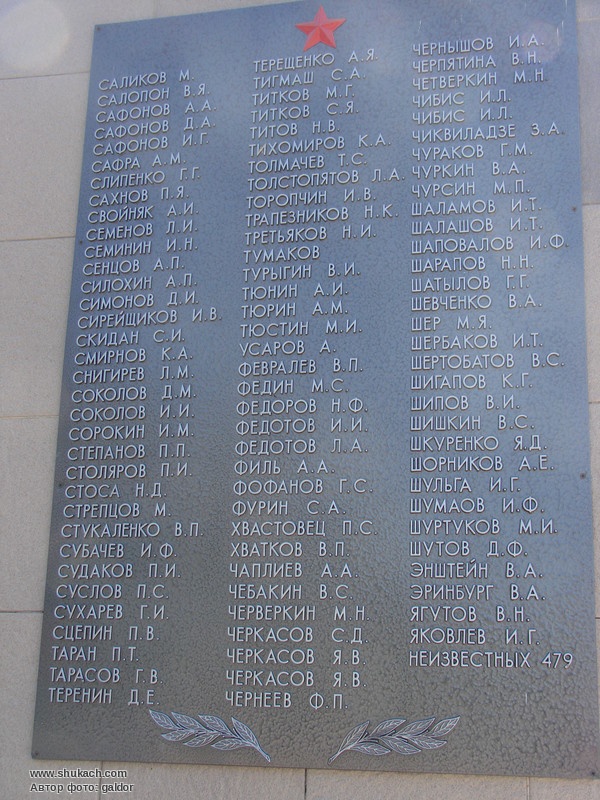 САЛИКОВ М.
САЛОПОН В.Я.
САФОНОВ А.А.
САФОНОВ Д.А.
САФОНОВ И.Г.
САФРА А.М.
СЛИПЕНКО Г.Г.
САХНОВ П.Я.
СВОЙНЯК А.И.
СЕМЕНОВ Л.И.
СЕМИНИН И.Н.
СЕНЦОВ А.П.
СИЛОХИН А.П.
СИМОНОВ Д.И.
СИРЕЙЩИКОВ И.В.
СКИДАН С.И.
СМИРНОВ К.А.
СНИГИРЕВ Л.М.
СОКОЛОВ Д.М.
СОКОЛОВ И.И.
СОРОКИН И.М.
СТЕПАНОВ П.П.
СТОЛЯРОВ П.И.
СТОСА Н.Д.
СТРЕПЦОВ М.
СТУКАЛЕНКО В.П.
СУБАЧЕВ И.Ф.
СУДАКОВ П.И.
СУСЛОВ П.С.
СУХАРЕВ Г.И.
СЦЕПИН П.В.
ТАРАН П.Т.
ТАРАСОВ Г.В.
ТЕРЕНИН Д.Е.
ТЕРЕЩЕНКО А.Я.
ТИГМАШ С.А.
ТИТКОВ М.Г.
ТИТКОВ С.Я.
ТИТОВ Н.В.
ТИХОМИРОВ К.А.
ТОЛМАЧЕВ Т.С.
ТОЛСТОПЯТОВ Л.А.
ТОРОПЧИН И.В.
ТРАПЕЗНИКОВ Н.К.
ТРЕТЬЯКОВ Н.И.
ТУМАКОВ
ТУРЫГИН В.И.
ТЮНИН А.И.
ТЮРИН А.М.
ТЮСТИН М.И.
УСАРОВ А.
ФЕВРАЛЕВ В.П.
ФЕДИН М.С.
ФЕДОРОВ Н.Ф.
ФЕДОТОВ И.И.
ФЕДОТОВ Л.А.
ФИЛЬ А.А.
ФОФАНОВ Г.С.
ФУРИН С.А.
ХВАСТОВЕЦ П.С.
ХВАТКОВ В.П.
ЧАПЛИЕВ А.А.
ЧЕБАКИН В.С.
ЧЕРВЕРКИН М.Н.
ЧЕРКАСОВ С.Д.
ЧЕРКАСОВ Я.В.
ЧЕРКАСОВ Я.В.
ЧЕРНЕЕВ Ф.П.
ЧЕРНЫШОВ И.А.
ЧЕРПЯТИНА В.Н.
ЧЕТВЕРКИН М.Н.
ЧИБИС И.Л.
ЧИБИС И.Л.
ЧИКВИЛАДЗЕ З.А.
ЧУРАКОВ Г.М.
ЧУРКИН В.А.
ЧУРСИН М.П.
ШАЛАМОВ И.Т.
ШАЛАШОВ И.Т.
ШАПОВАЛОВ И.Ф.
ШАРАПОВ Н.Н.
ШАТЫЛОВ Г.Г.
ШЕВЧЕНКО В.А.
ШЕР М.Я.
ШЕРБАКОВ И.Т.
ШЕРТОБАТОВ В.С.
ШИГАПОВ К.Г.
ШИПОВ В.И.
ШИШКИН В.С.
ШКУРЕНКО Я.Д.
ШОРНИКОВ А.Е.
ШУЛЬГА И.Г.
ШУМАОВ И.Ф.
ШУРТУКОВ М.И.
ШУТОВ Д.Ф.
ЭНШТЕЙН В.А.
ЭРИНБУРГ В.А.
ЯГУТОВ В.Н.
ЯКОВЛЕВ И.Г.
НЕИЗВЕСТНЫХ 479
www.shukach.com
Автор фото: galdor